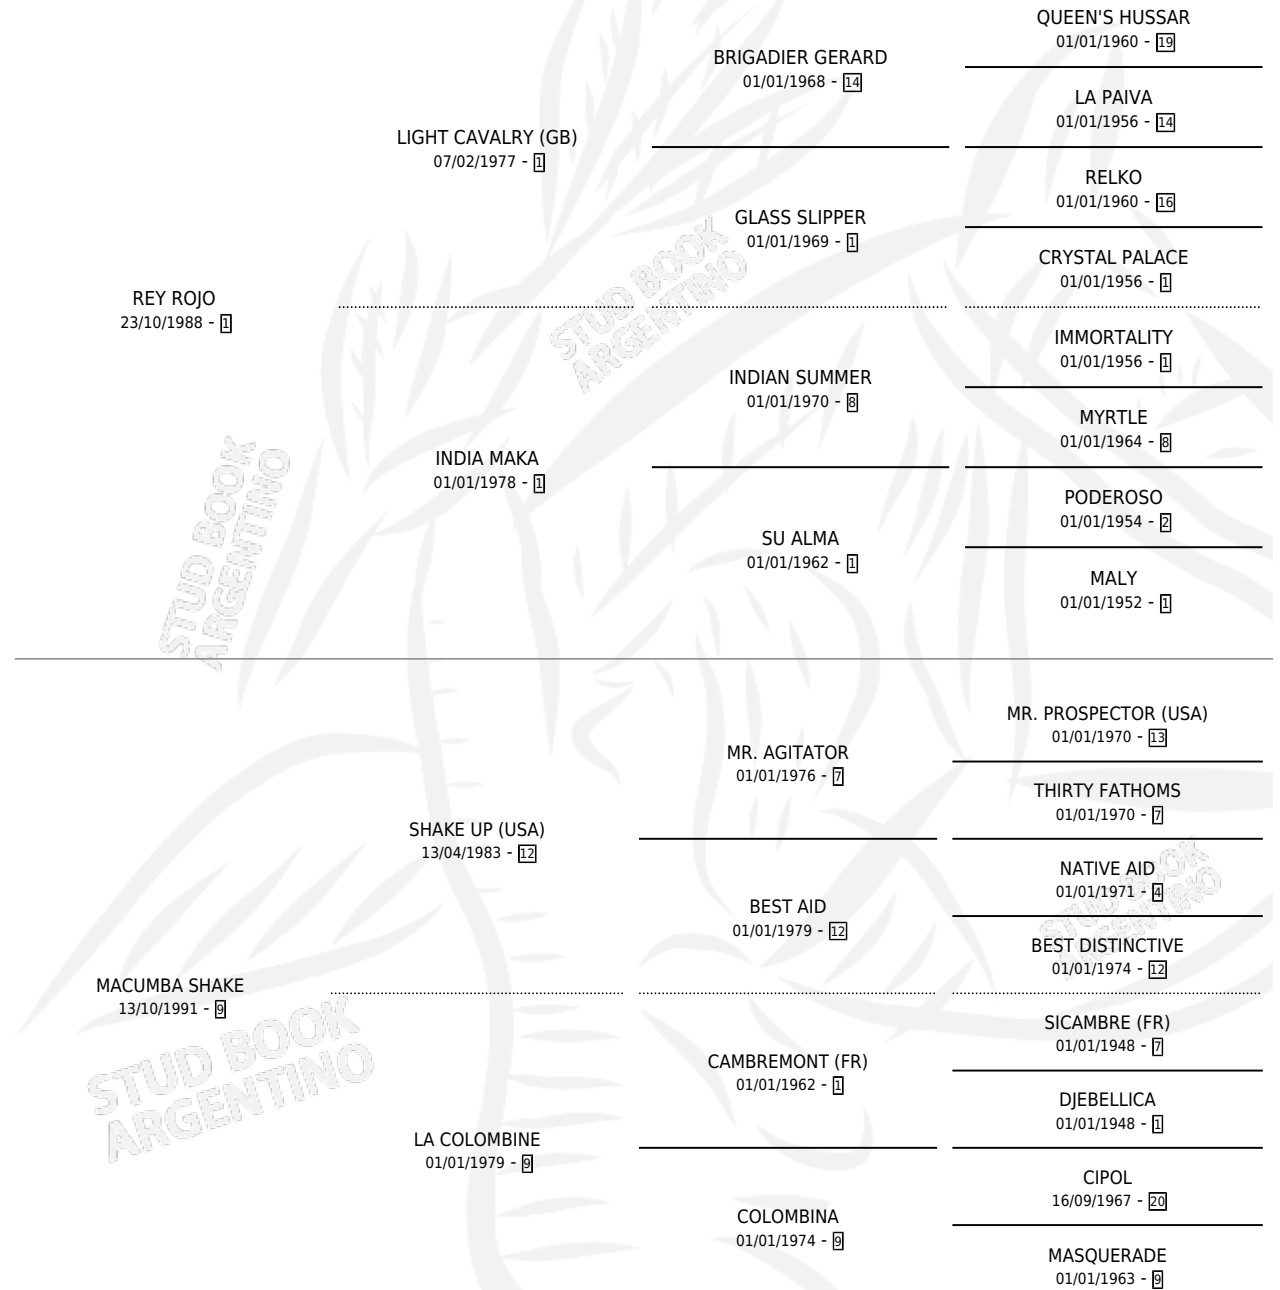 QUEEN'S HUSSAR
01/01/1960 - 19
BRIGADIER GERARD
01/01/1968 - 14
LA PAIVA
01/01/1956 - 14
LIGHT CAVALRY (GB)
07/02/1977 - 1
RELKO
01/01/1960 - 16
GLASS SLIPPER
01/01/1969 - 1
CRYSTAL PALACE
01/01/1956 - 1
REY ROJO
23/10/1988 - 1
STUD BOOK
ARGENTINO
IMMORTALITY
01/01/1956 - 1
INDIAN SUMMER
01/01/1970 - 8
MYRTLE
01/01/1964 - 8
INDIA MAKA
01/01/1978 - 1
PODEROSO
01/01/1954 - 2
SU ALMA
01/01/1962 - 1
MALY
01/01/1952 - 1
STUD BOOK
ARGENTINO
MR. PROSPECTOR (USA)
01/01/1970 - 13
MR. AGITATOR
01/01/1976 - 7
THIRTY FATHOMS
01/01/1970 - 7
SHAKE UP (USA)
13/04/1983 - 12
NATIVE AID
01/01/1971 - 4
BEST AID
01/01/1979 - 12
STUD BOOK
ARGENTINO
BEST DISTINCTIVE
01/01/1974 - 12
MACUMBA SHAKE
13/10/1991 - 9
STUD BOOK
ARGENTINO
SICAMBRE (FR)
01/01/1948 - 7
CAMBREMONT (FR)
01/01/1962 - 1
DJEBELLICA
01/01/1948 - 1
LA COLOMBINE
01/01/1979 - 9
CIPOL
16/09/1967 - 20
COLOMBINA
01/01/1974 - 9
MASQUERADE
01/01/1963 - 9